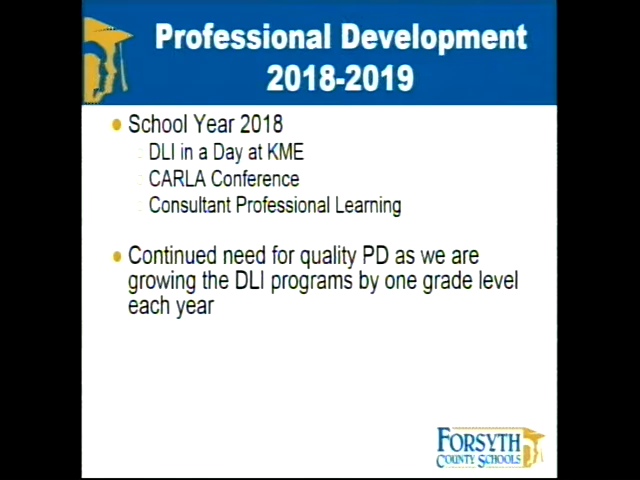 Professional Development
2018-2019
School Year 2018
DLI in a Day at KME
CARLA Conference
Consultant Professional Learning
Continued need for quality PD as we are
growing the DLI programs by one grade level
each year
FORSYTH
COUNTY SCHOOLS